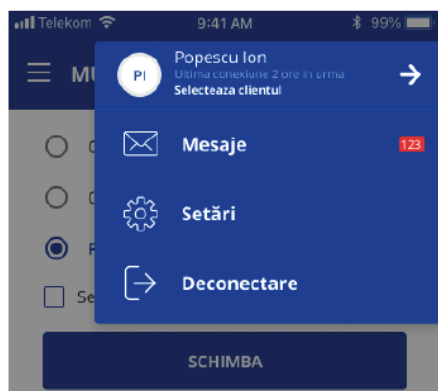 Telekom 9:41 AM 99%
MU
PI
Popescu Ion
Ultima conexiune 2 ore in urma
Selecteaza clientul
Mesaje 123
Setări
Deconectare
Se
SCHIMBA